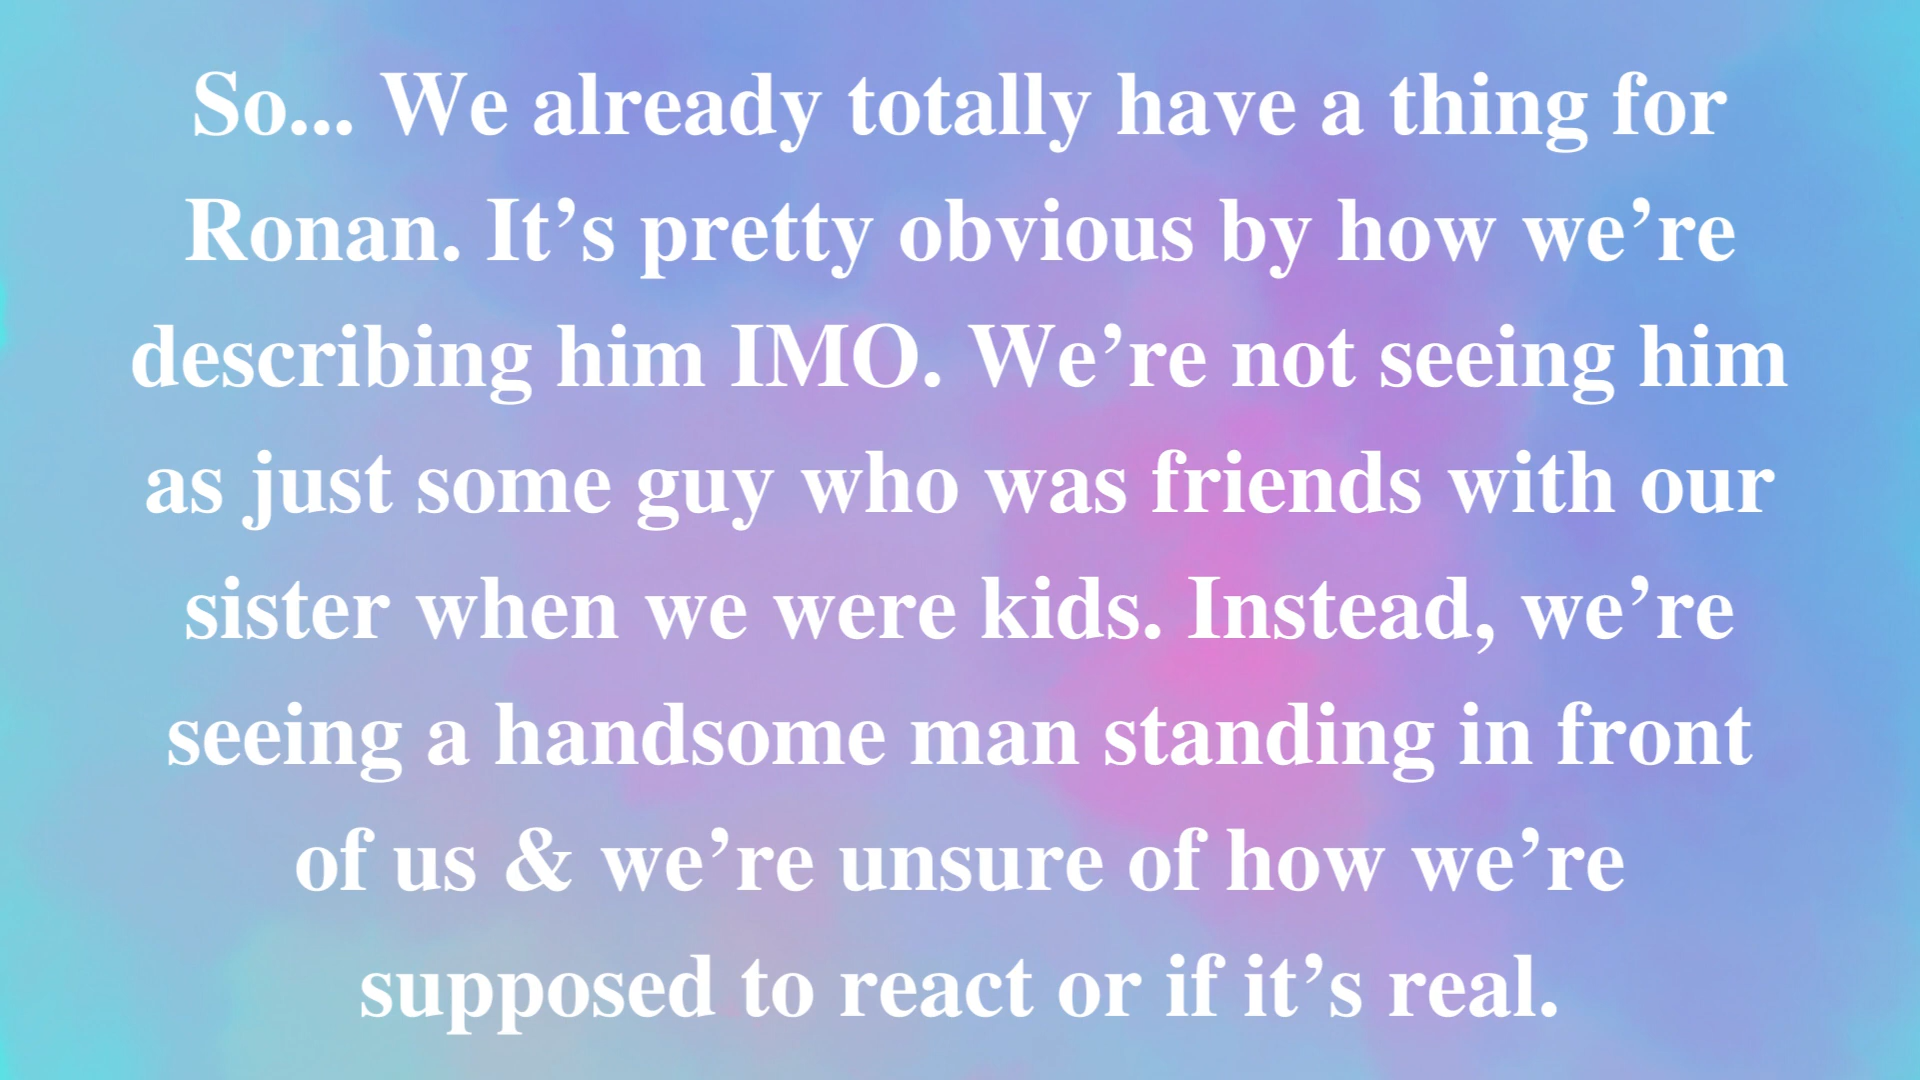 So... We already totally have a thing for
Ronan. It’s pretty obvious by how we’re
describing him IMO. We’re not seeing him
as just some guy who was friends with our
sister when we were kids. Instead, we’re
seeing a handsome man standing in front
of us & we’re unsure of how we’re
supposed to react or if it’s real.